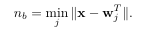 n_b = \min_j \|\mathbf{x} - \mathbf{w}_j^T\|.